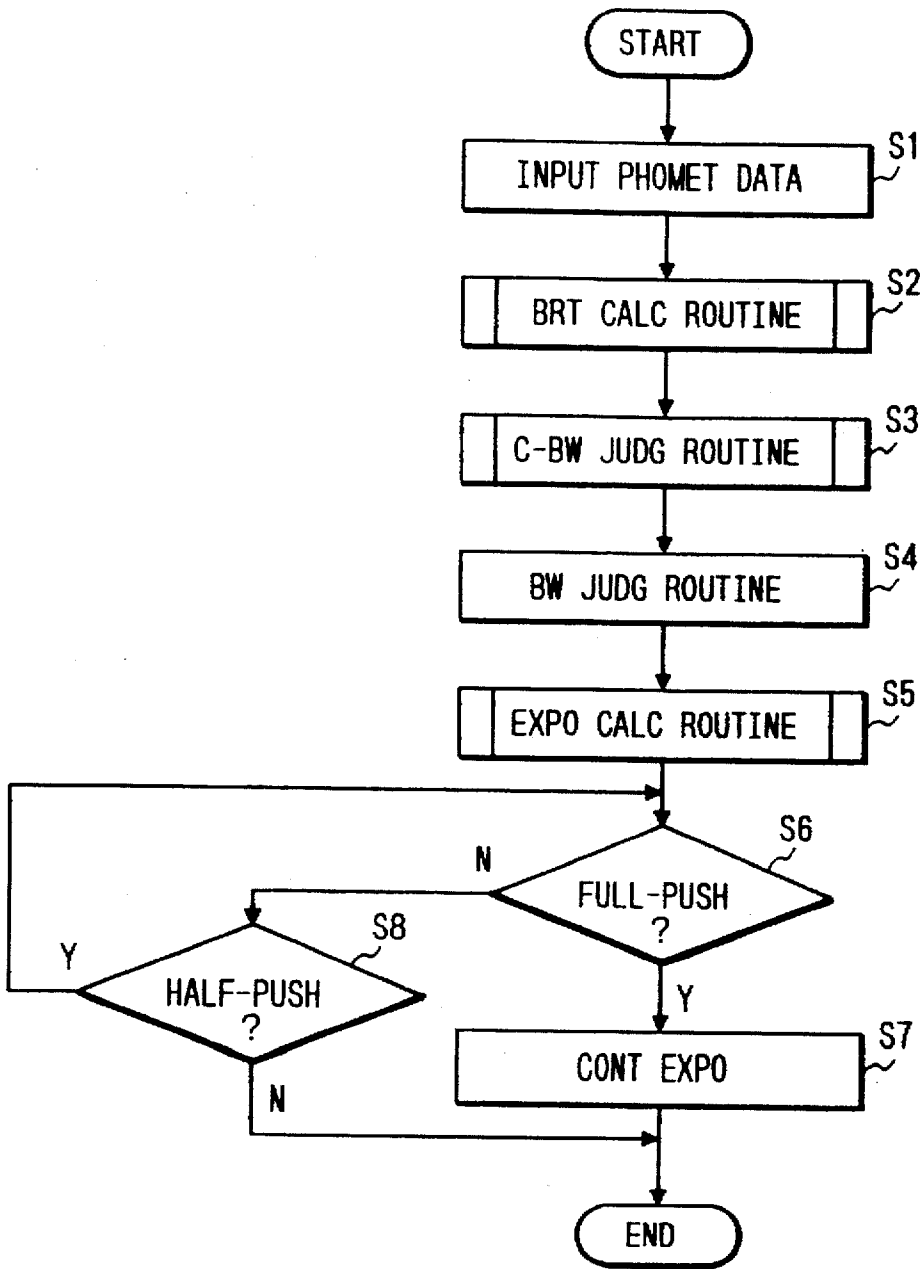 START
S1
INPUT PHOMET DATA
S2
BRT CALC ROUTINE
S3
C-BW JUDG ROUTINE
S4
BW JUDG ROUTINE
S5
EXPO CALC ROUTINE
S6
N
FULL-PUSH
?
S8
Y
HALF-PUSH
?
Y
S7
CONT EXPO
N
END